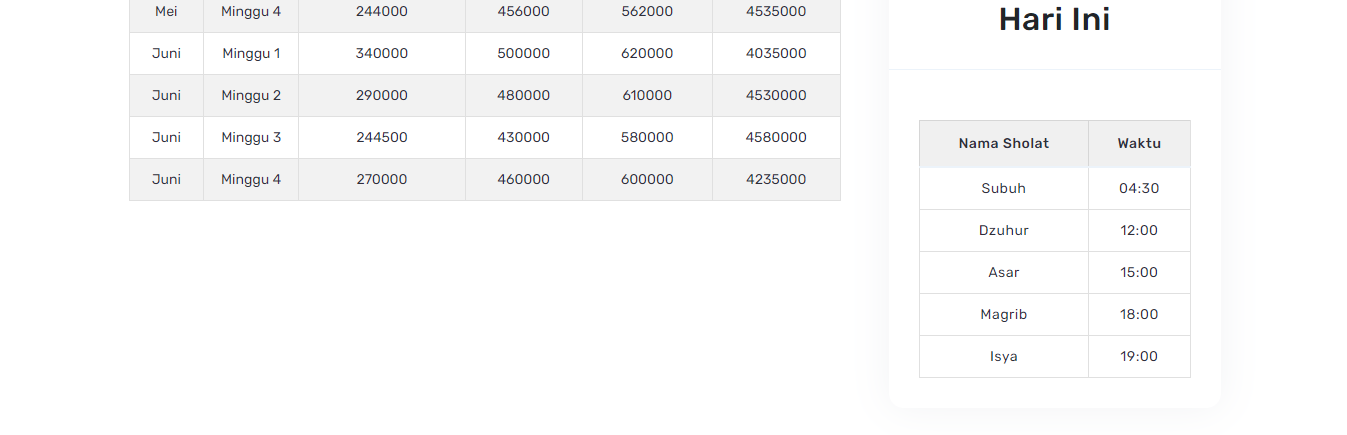 Mei Minggu 4 244000 456000 562000 4535000
Juni Minggu 1 340000 500000 620000 4035000
Juni Minggu 2 290000 480000 610000 4530000
Juni Minggu 3 244500 430000 580000 4580000
Juni Minggu 4 270000 460000 600000 4235000
Hari Ini
Nama Sholat Waktu
Subuh 04:30
Dzuhur 12:00
Asar 15:00
Magrib 18:00
Isya 19:00